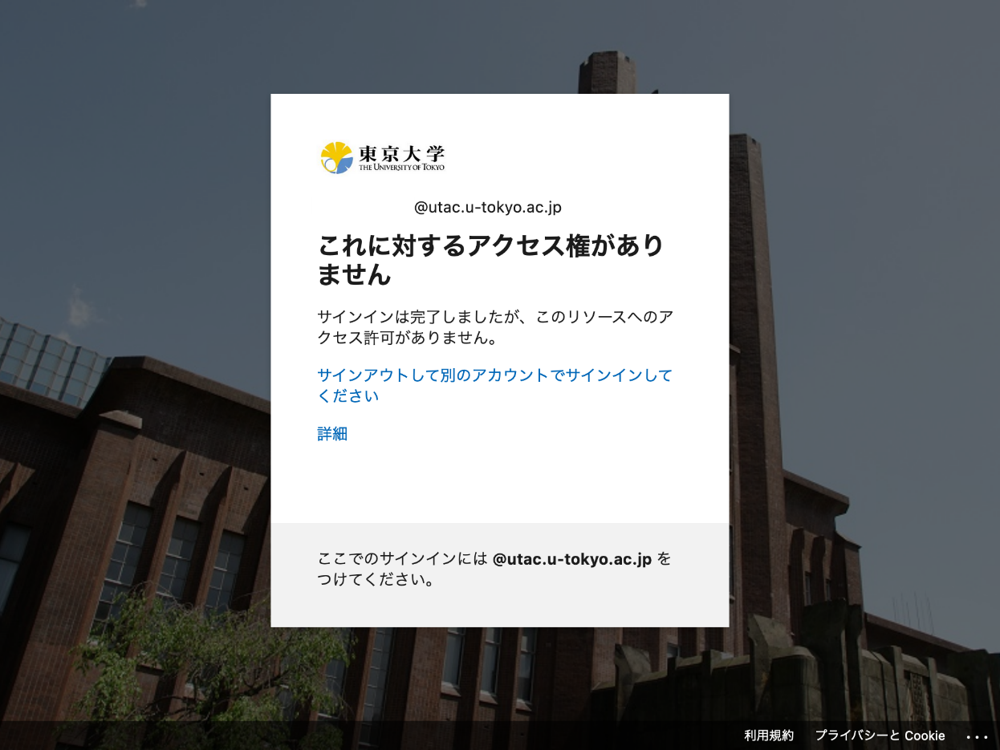 東京大学
THE UNIVERSITY OF TOKYO
@utac.u-tokyo.ac.jp
これに対するアクセス権があり
ません
サインインは完了しましたが、このリソースへのア
クセス許可がありません。
サインアウトして別のアカウントでサインインして
ください
詳細
ここでのサインインには @utac.u-tokyo.ac.jp を
つけてください。
利用規約 プライバシーと Cookie ...